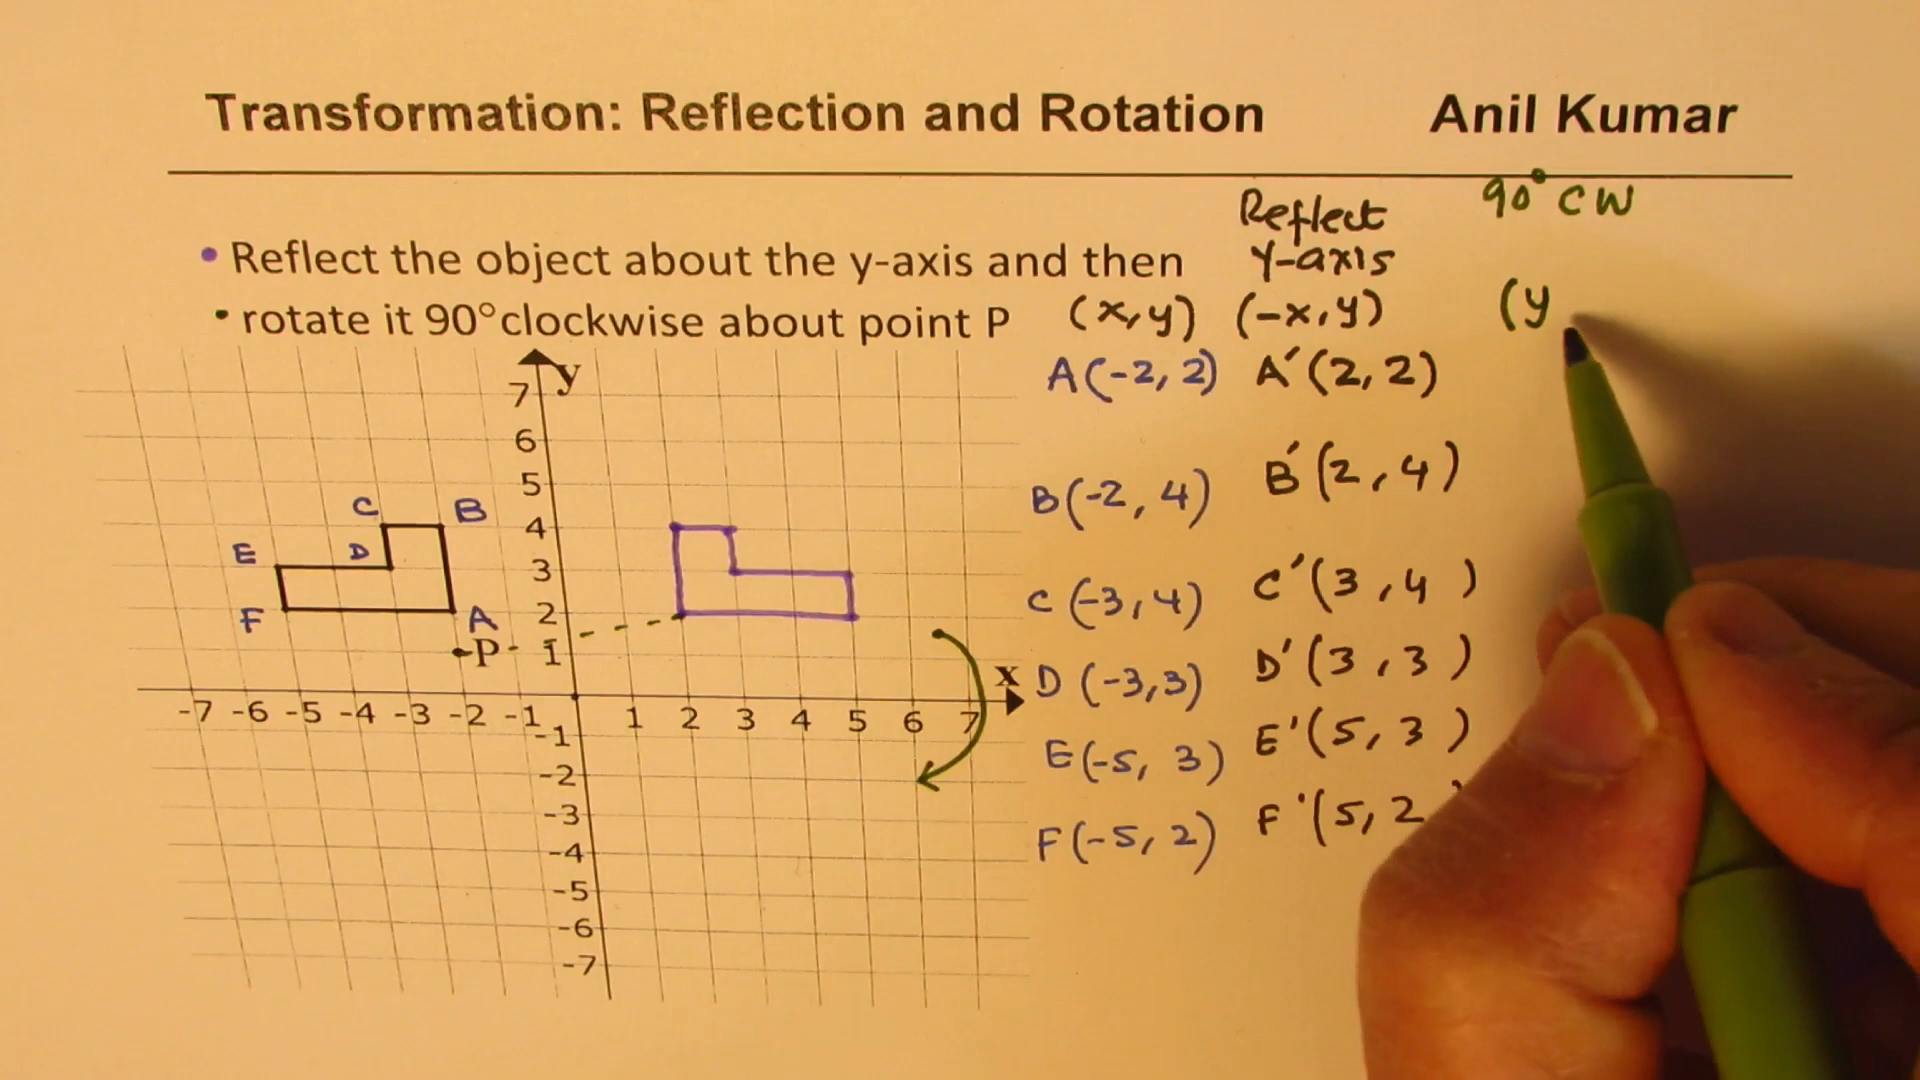 Transformation: Reflection and Rotation
Anil Kumar
• Reflect the object about the y-axis and then
• rotate it 90° clockwise about point P
Reflect
Y-axis
90° CW
(x,y) (-x,y) (y
A(-2, 2) A′(2, 2)
B(-2, 4) B′(2, 4)
C(-3, 4) C′(3, 4)
D(-3,3) D′(3, 3)
E(-5, 3) E'(5, 3)
F(-5, 2) F'(5, 2
y
7
6
5
4
3
2
1
C B
E D
F A
P
x
-7 -6 -5 -4 -3 -2 -1 1 2 3 4 5 6 7
-1
-2
-3
-4
-5
-6
-7